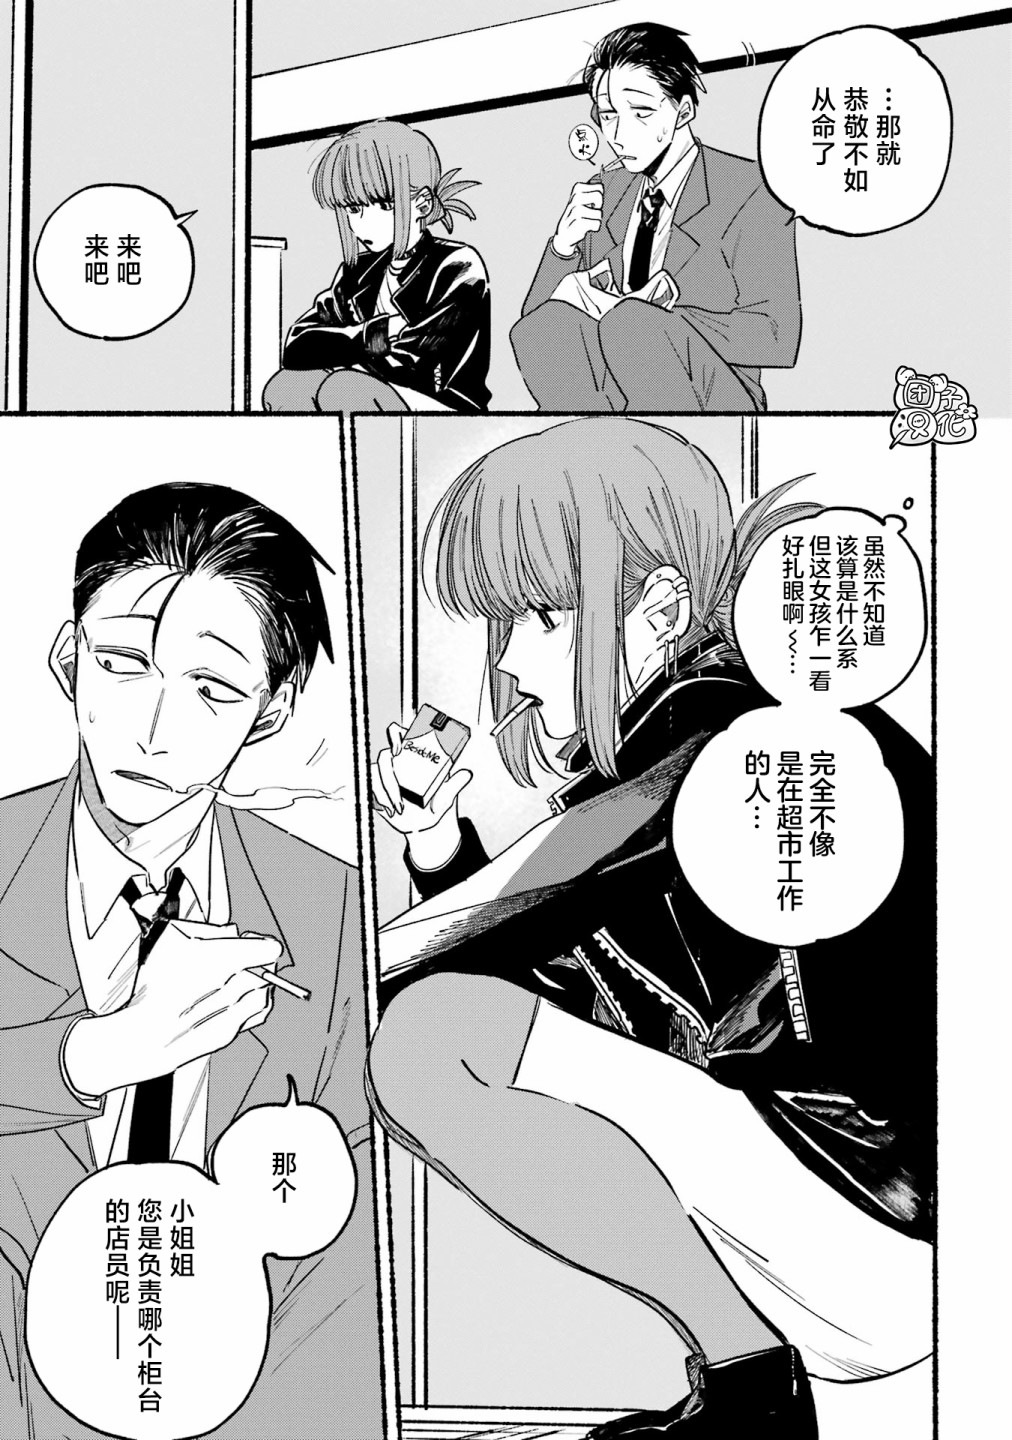 …那就
恭敬不如
从命了
点火
来吧
来吧
团子
汉化
虽然不知道
该算是什么系
但这女孩乍一看
好扎眼啊～…
完全不像
是在超市工作
的人…
BesideMe
那个
小姐姐
您是负责哪个柜台
的店员呢——